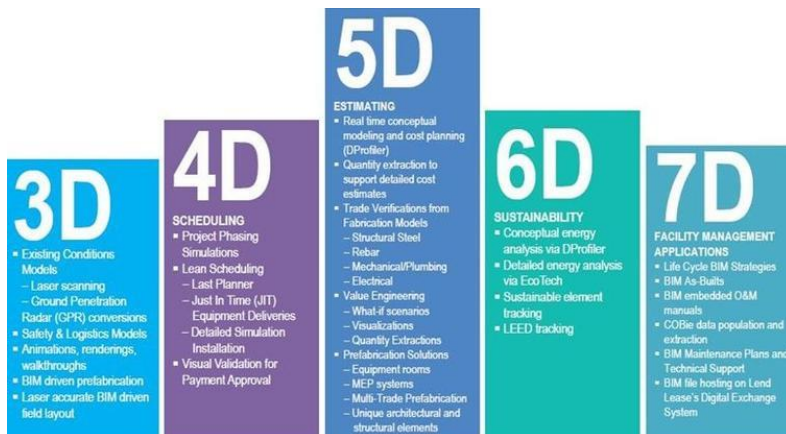 3D
▪ Existing Conditions
Models
– Laser scanning
– Ground Penetration
Radar (GPR) conversions
▪ Safety & Logistics Models
▪ Animations, renderings,
walkthroughs
▪ BIM driven prefabrication
▪ Laser accurate BIM driven
field layout
4D
SCHEDULING
▪ Project Phasing
Simulations
▪ Lean Scheduling
– Last Planner
– Just In Time (JIT)
Equipment Deliveries
– Detailed Simulation
Installation
▪ Visual Validation for
Payment Approval
5D
ESTIMATING
▪ Real time conceptual
modeling and cost planning
(DProfiler)
▪ Quantity extraction to
support detailed cost
estimates
▪ Trade Verifications from
Fabrication Models
– Structural Steel
– Rebar
– Mechanical/Plumbing
– Electrical
▪ Value Engineering
– What-if scenarios
– Visualizations
– Quantity Extractions
▪ Prefabrication Solutions
– Equipment rooms
– MEP systems
– Multi-Trade Prefabrication
– Unique architectural and
structural elements
6D
SUSTAINABILITY
▪ Conceptual energy
analysis via DProfiler
▪ Detailed energy analysis
via EcoTech
▪ Sustainable element
tracking
▪ LEED tracking
7D
FACILITY MANAGEMENT
APPLICATIONS
▪ Life Cycle BIM Strategies
▪ BIM As-Builts
▪ BIM embedded O&M
manuals
▪ COBie data population and
extraction
▪ BIM Maintenance Plans and
Technical Support
▪ BIM file hosting on Lend
Lease's Digital Exchange
System